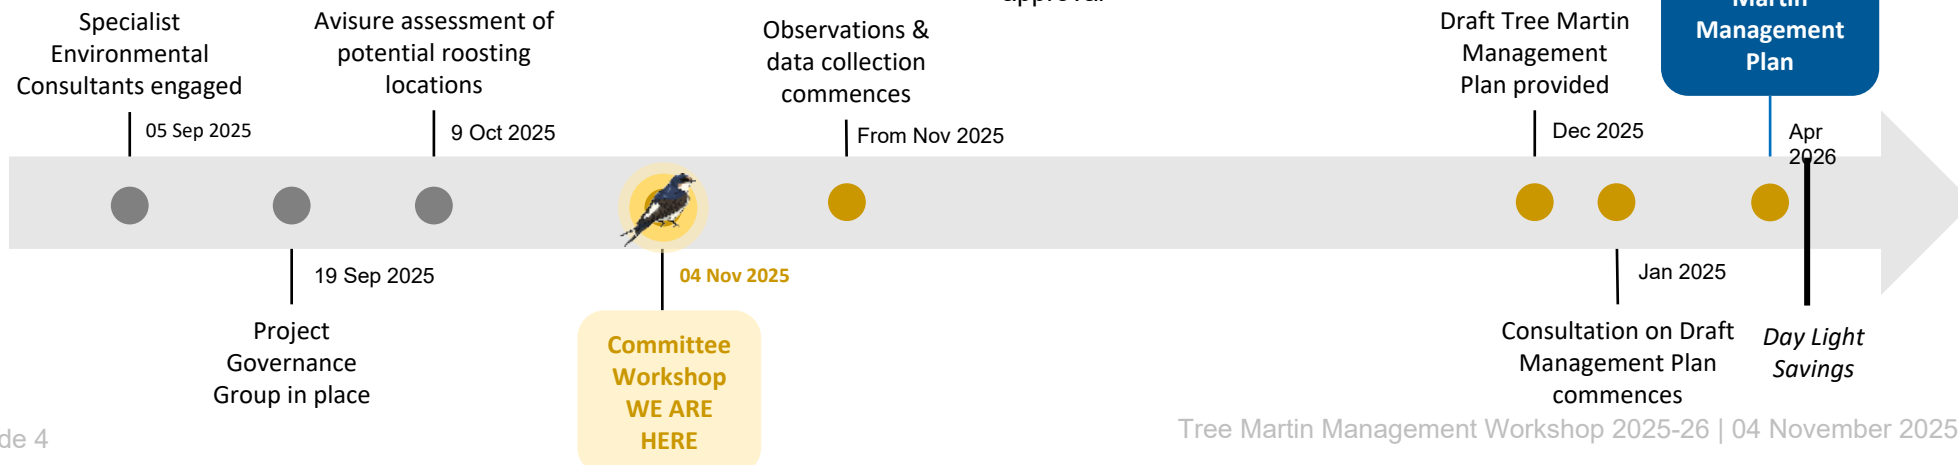 approval
Specialist
Environmental
Consultants engaged
05 Sep 2025
Avisure assessment of
potential roosting
locations
9 Oct 2025
Observations &
data collection
commences
From Nov 2025
Draft Tree Martin
Management
Plan provided
Dec 2025
Martin
Management
Plan
Apr
2026
19 Sep 2025
Project
Governance
Group in place
04 Nov 2025
Committee
Workshop
WE ARE
HERE
Jan 2025
Consultation on Draft
Management Plan
commences
Day Light
Savings
de 4
Tree Martin Management Workshop 2025-26 | 04 November 2025